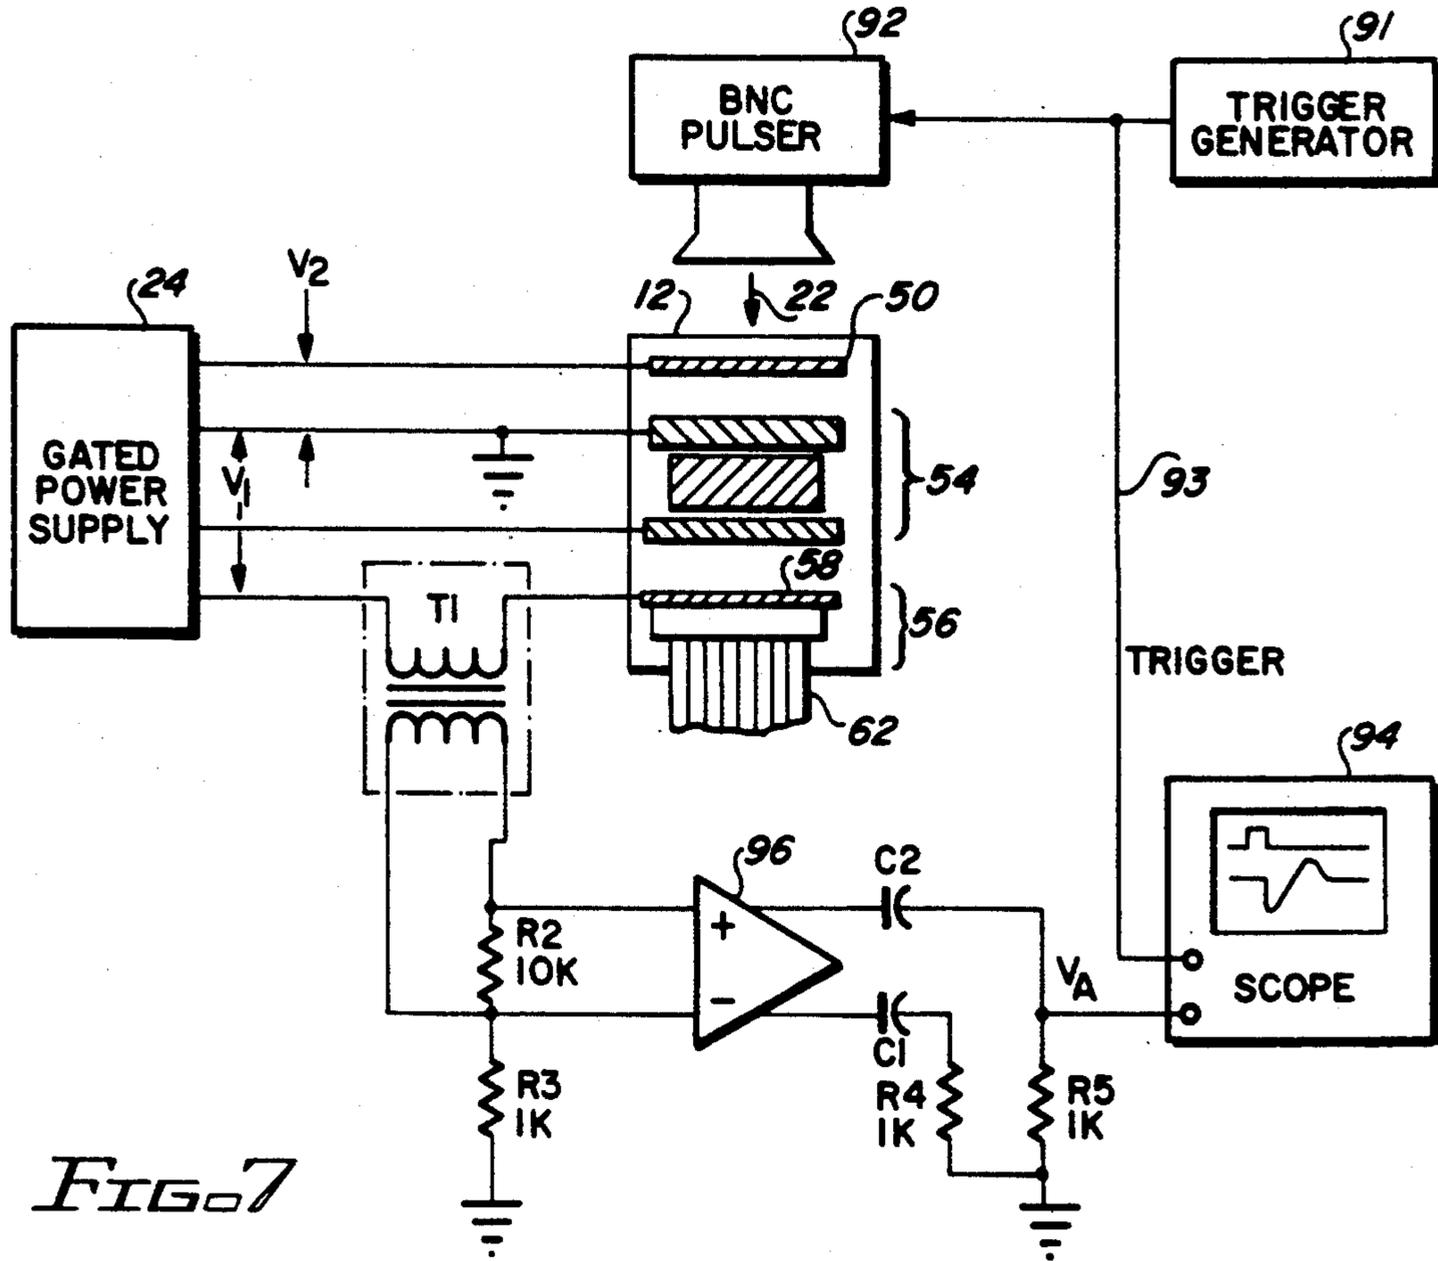 92
91
BNC
PULSER
TRIGGER
GENERATOR
V2
24
12
22
50
GATED
POWER
SUPPLY
V1
54
93
58
T1
56
TRIGGER
62
94
96
C2
R2
10K
+
−
VA
SCOPE
C1
R3
1K
R4
1K
R5
1K
FIG. 7